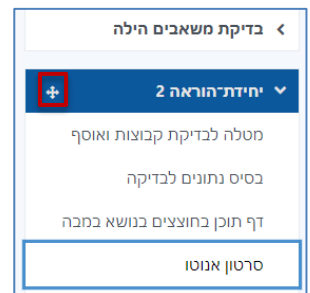 בדיקת משאבים הילה
יחידת־הוראה 2
מטלה לבדיקת קבוצות ואוסף
בסיס נתונים לבדיקה
דף תוכן בחוצצים בנושא במבה
סרטון אנוטו